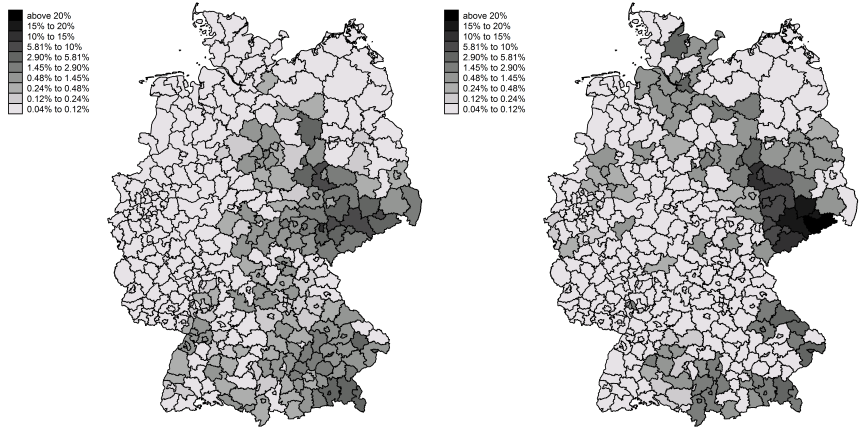 above 20%
15% to 20%
10% to 15%
5.81% to 10%
2.90% to 5.81%
1.45% to 2.90%
0.48% to 1.45%
0.24% to 0.48%
0.12% to 0.24%
0.04% to 0.12%
above 20%
15% to 20%
10% to 15%
5.81% to 10%
2.90% to 5.81%
1.45% to 2.90%
0.48% to 1.45%
0.24% to 0.48%
0.12% to 0.24%
0.04% to 0.12%